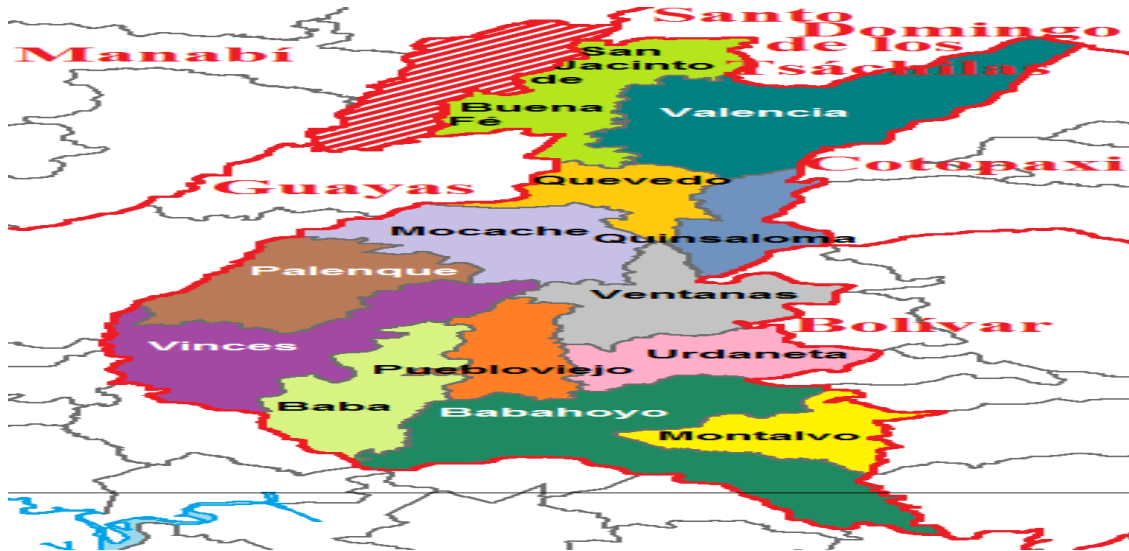 Santo
Domingo
de los
Tsáchilas
Manabí
San
Jacinto
de
Buena
Fé
Valencia
Cotopaxi
Guayas
Quevedo
Mocache
Quinsaloma
Palenque
Ventanas
Bolívar
Vinces
Urdaneta
Puebloviejo
Baba
Babahoyo
Montalvo